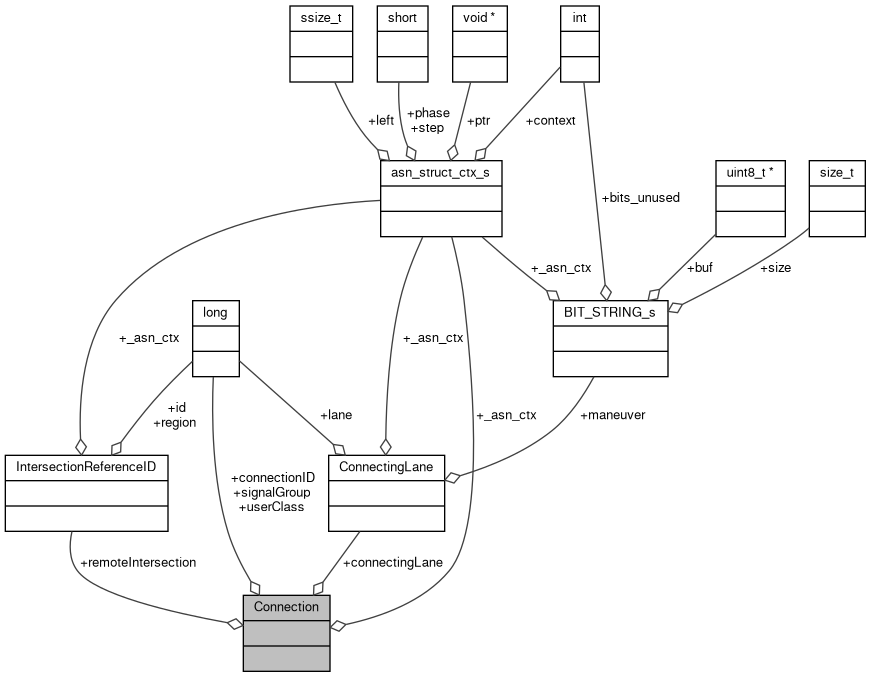 ssize_t
short
void *
int
+left
+phase
+step
+ptr
+context
asn_struct_ctx_s
uint8_t *
size_t
+bits_unused
+_asn_ctx
+buf
+size
long
BIT_STRING_s
+_asn_ctx
+_asn_ctx
+id
+region
+lane
+_asn_ctx
+maneuver
IntersectionReferenceID
ConnectingLane
+connectionID
+signalGroup
+userClass
+remoteIntersection
+connectingLane
Connection